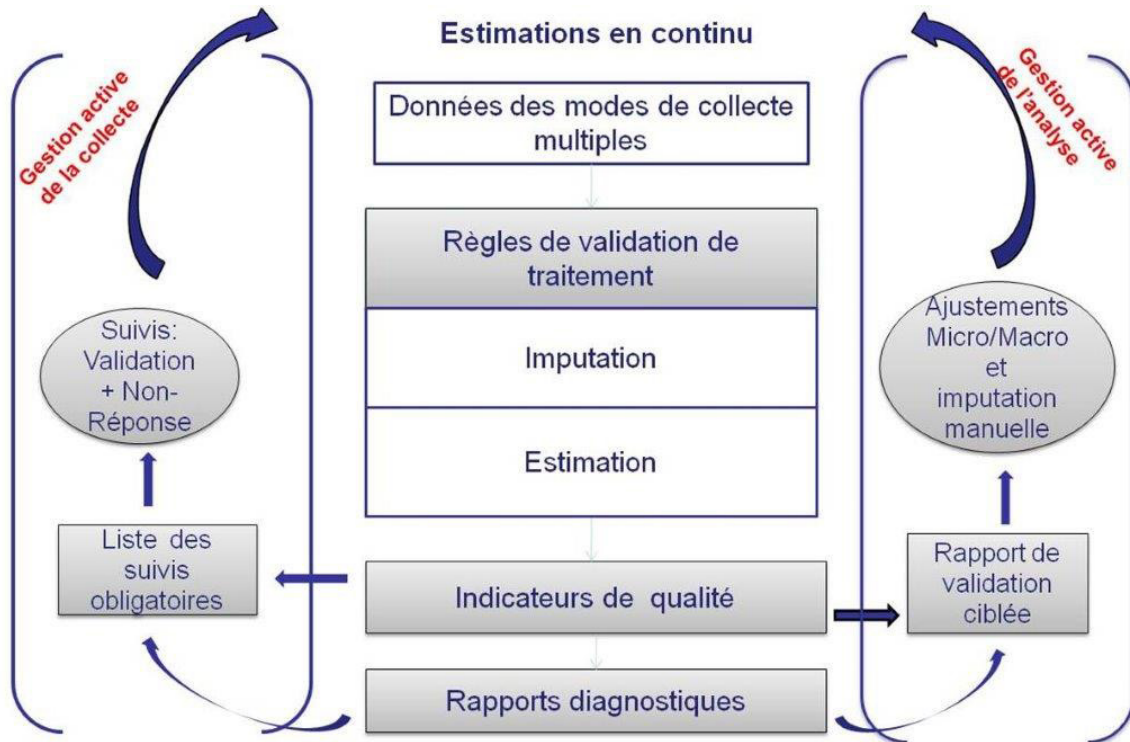 Estimations en continu
Gestion active
de la collecte
Gestion active
de l'analyse
Données des modes de collecte
multiples
Règles de validation de
traitement
Imputation
Estimation
Suivis:
Validation
+ Non-
Réponse
Ajustements
Micro/Macro
et
imputation
manuelle
Liste des
suivis
obligatoires
Indicateurs de qualité
Rapport de
validation
ciblée
Rapports diagnostiques